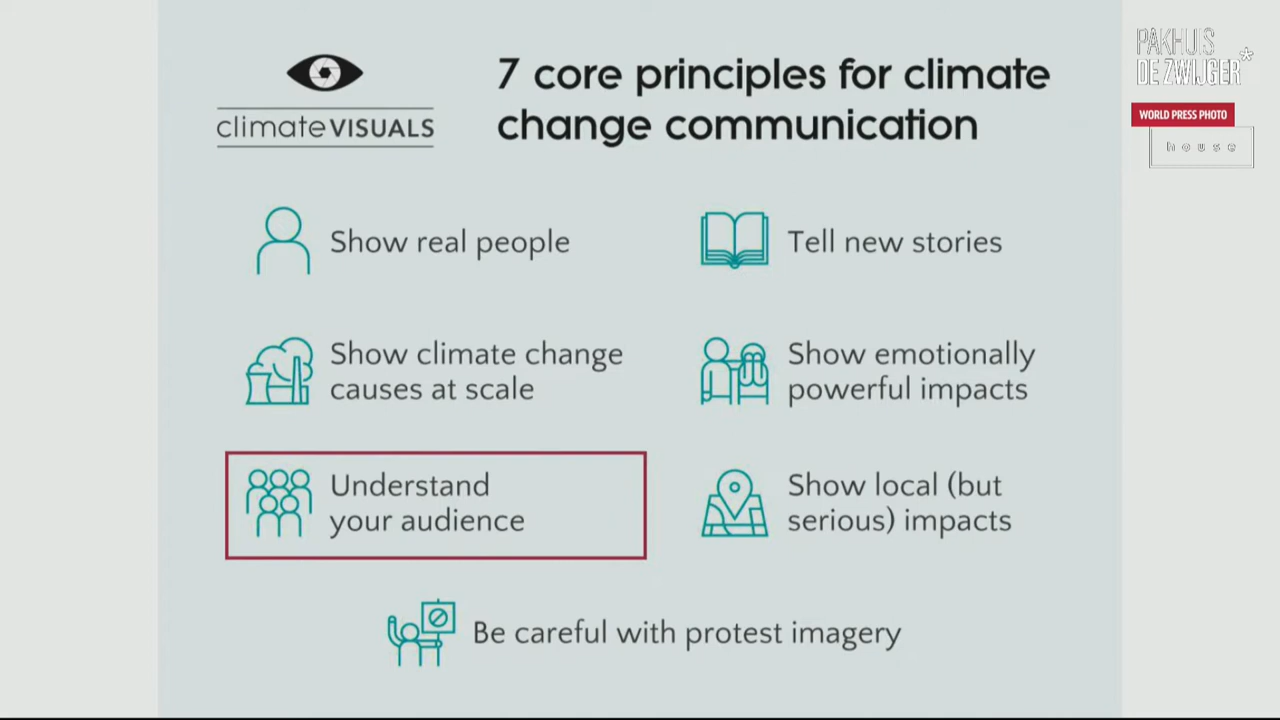 climateVISUALS
7 core principles for climate
change communication
Show real people
Tell new stories
Show climate change
causes at scale
Show emotionally
powerful impacts
Understand
your audience
Show local (but
serious) impacts
Be careful with protest imagery
PAKHUIS
DE ZWIJGER*
WORLD PRESS PHOTO
house